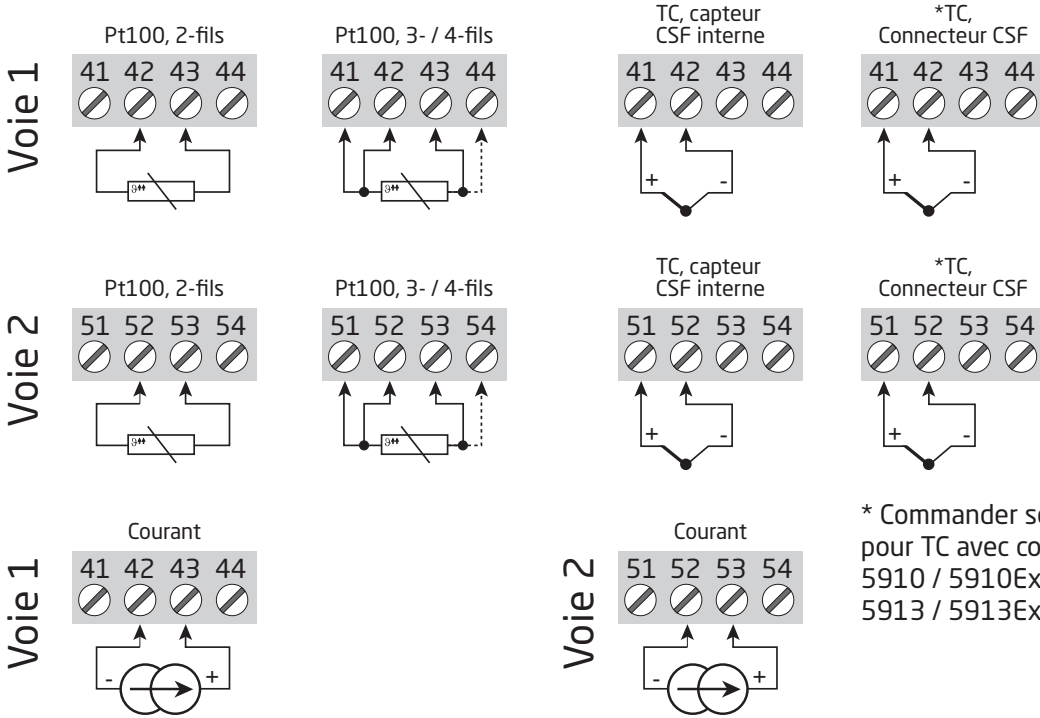 Voie 1
Pt100, 2-fils
41 42 43 44
Pt100, 3- / 4-fils
41 42 43 44
TC, capteur
CSF interne
41 42 43 44
+ -
*TC,
Connecteur CSF
41 42 43 44
+ -
Voie 2
Pt100, 2-fils
51 52 53 54
Pt100, 3- / 4-fils
51 52 53 54
TC, capteur
CSF interne
51 52 53 54
+ -
*TC,
Connecteur CSF
51 52 53 54
+ -
Voie 1
Courant
41 42 43 44
- +
Voie 2
Courant
51 52 53 54
- +
* Commander
pour TC avec
5910 / 5910Ex
5913 / 5913Ex